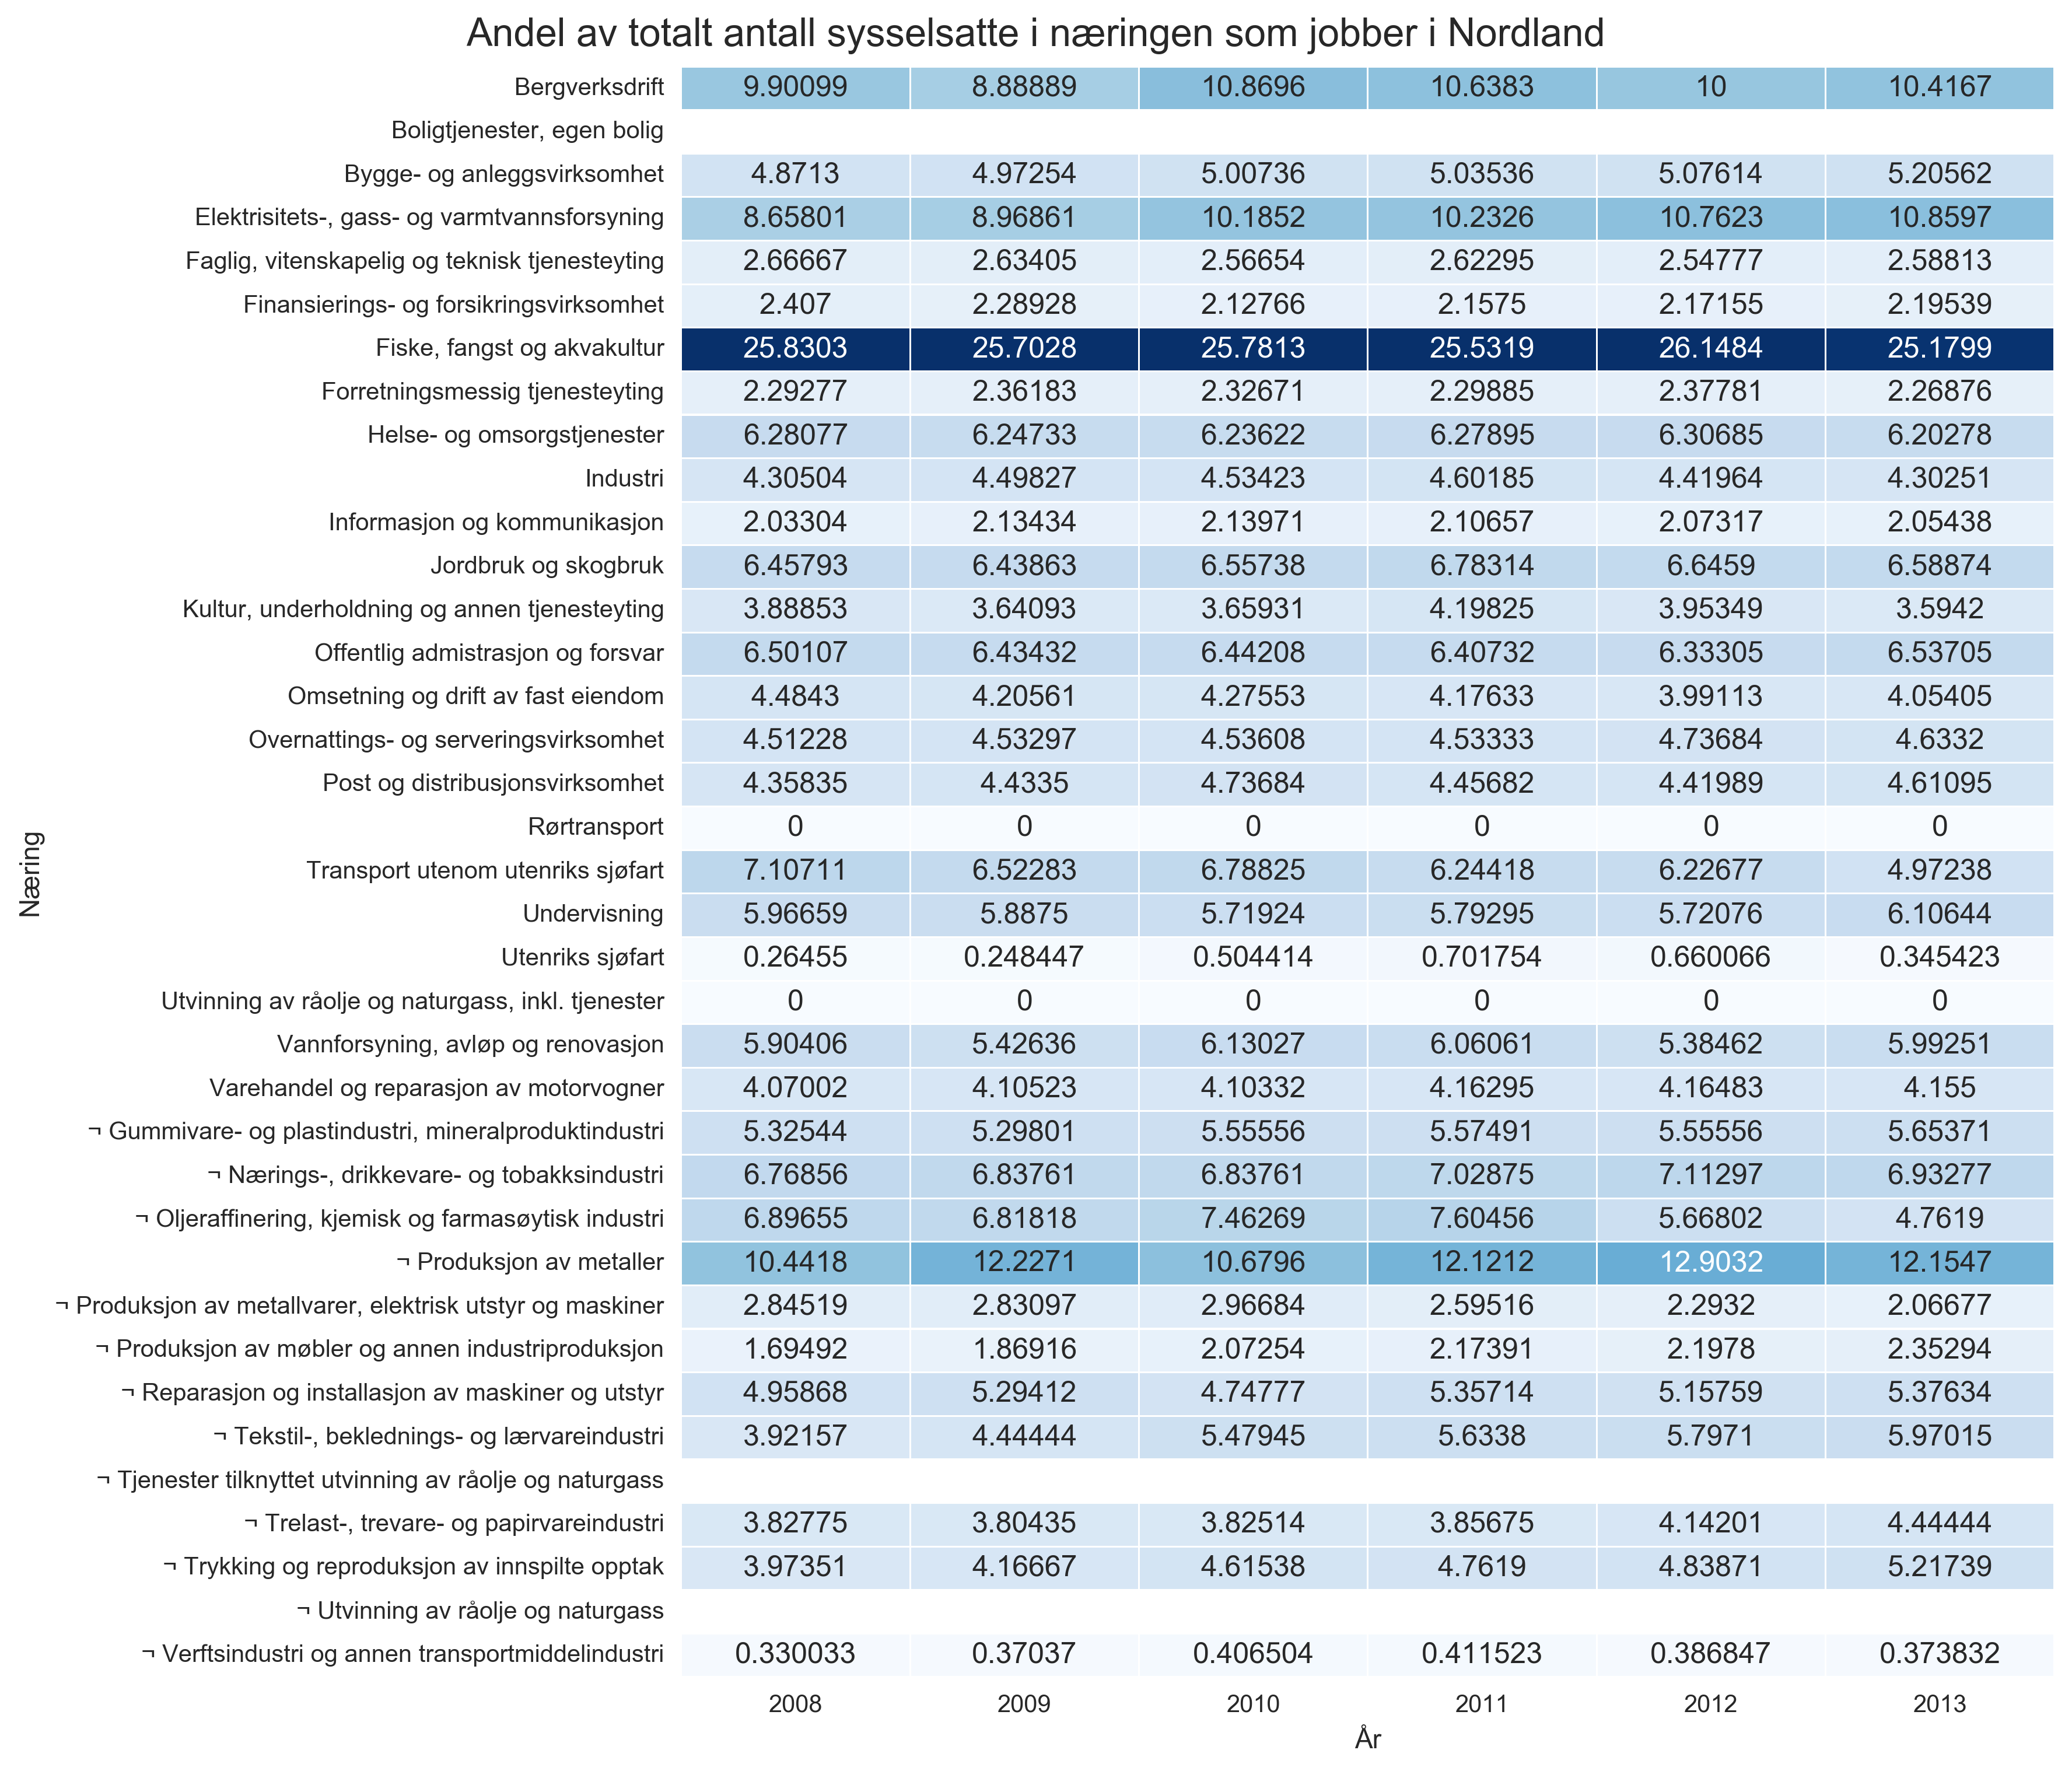 Andel av totalt antall sysselsatte i næringen som jobber i Nordland
Bergverksdrift 9.90099 8.88889 10.8696 10.6383 10 10.4167
Boligtjenester, egen bolig
Bygge- og anleggsvirksomhet 4.8713 4.97254 5.00736 5.03536 5.07614 5.20562
Elektrisitets-, gass- og varmtvannsforsyning 8.65801 8.96861 10.1852 10.2326 10.7623 10.8597
Faglig, vitenskapelig og teknisk tjenesteyting 2.66667 2.63405 2.56654 2.62295 2.54777 2.58813
Finansierings- og forsikringsvirksomhet 2.407 2.28928 2.12766 2.1575 2.17155 2.19539
Fiske, fangst og akvakultur 25.8303 25.7028 25.7813 25.5319 26.1484 25.1799
Forretningsmessig tjenesteyting 2.29277 2.36183 2.32671 2.29885 2.37781 2.26876
Helse- og omsorgstjenester 6.28077 6.24733 6.23622 6.27895 6.30685 6.20278
Industri 4.30504 4.49827 4.53423 4.60185 4.41964 4.30251
Informasjon og kommunikasjon 2.03304 2.13434 2.13971 2.10657 2.07317 2.05438
Jordbruk og skogbruk 6.45793 6.43863 6.55738 6.78314 6.6459 6.58874
Kultur, underholdning og annen tjenesteyting 3.88853 3.64093 3.65931 4.19825 3.95349 3.5942
Offentlig admistrasjon og forsvar 6.50107 6.43432 6.44208 6.40732 6.33305 6.53705
Omsetning og drift av fast eiendom 4.4843 4.20561 4.27553 4.17633 3.99113 4.05405
Overnattings- og serveringsvirksomhet 4.51228 4.53297 4.53608 4.53333 4.73684 4.6332
Post og distribusjonsvirksomhet 4.35835 4.4335 4.73684 4.45682 4.41989 4.61095
Rørtransport 0 0 0 0 0 0
Transport utenom utenriks sjøfart 7.10711 6.52283 6.78825 6.24418 6.22677 4.97238
Undervisning 5.96659 5.8875 5.71924 5.79295 5.72076 6.10644
Utenriks sjøfart 0.26455 0.248447 0.504414 0.701754 0.660066 0.345423
Utvinning av råolje og naturgass, inkl. tjenester 0 0 0 0 0 0
Vannforsyning, avløp og renovasjon 5.90406 5.42636 6.13027 6.06061 5.38462 5.99251
Varehandel og reparasjon av motorvogner 4.07002 4.10523 4.10332 4.16295 4.16483 4.155
¬ Gummivare- og plastindustri, mineralproduktindustri 5.32544 5.29801 5.55556 5.57491 5.55556 5.65371
¬ Nærings-, drikkevare- og tobakksindustri 6.76856 6.83761 6.83761 7.02875 7.11297 6.93277
¬ Oljeraffinering, kjemisk og farmasøytisk industri 6.89655 6.81818 7.46269 7.60456 5.66802 4.7619
¬ Produksjon av metaller 10.4418 12.2271 10.6796 12.1212 12.9032 12.1547
¬ Produksjon av metallvarer, elektrisk utstyr og maskiner 2.84519 2.83097 2.96684 2.59516 2.2932 2.06677
¬ Produksjon av møbler og annen industriproduksjon 1.69492 1.86916 2.07254 2.17391 2.1978 2.35294
¬ Reparasjon og installasjon av maskiner og utstyr 4.95868 5.29412 4.74777 5.35714 5.15759 5.37634
¬ Tekstil-, beklednings- og lærvareindustri 3.92157 4.44444 5.47945 5.6338 5.7971 5.97015
¬ Tjenester tilknyttet utvinning av råolje og naturgass
¬ Trelast-, trevare- og papirvareindustri 3.82775 3.80435 3.82514 3.85675 4.14201 4.44444
¬ Trykking og reproduksjon av innspilte opptak 3.97351 4.16667 4.61538 4.7619 4.83871 5.21739
¬ Utvinning av råolje og naturgass
¬ Verftsindustri og annen transportmiddelindustri 0.330033 0.37037 0.406504 0.411523 0.386847 0.373832
2008 2009 2010 2011 2012 2013
År
Næring